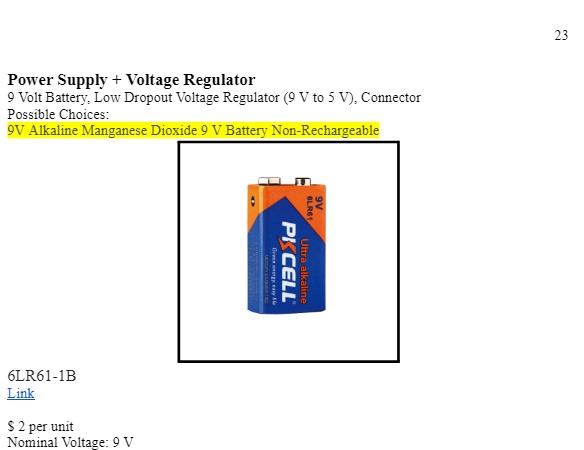 23
Power Supply + Voltage Regulator
9 Volt Battery, Low Dropout Voltage Regulator (9 V to 5 V), Connector
Possible Choices:
9V Alkaline Manganese Dioxide 9 V Battery Non-Rechargeable
9V
6LR61
Ultra alkaline
PKCELL
Green energy easy life
6LR61-1B
Link
$ 2 per unit
Nominal Voltage: 9 V